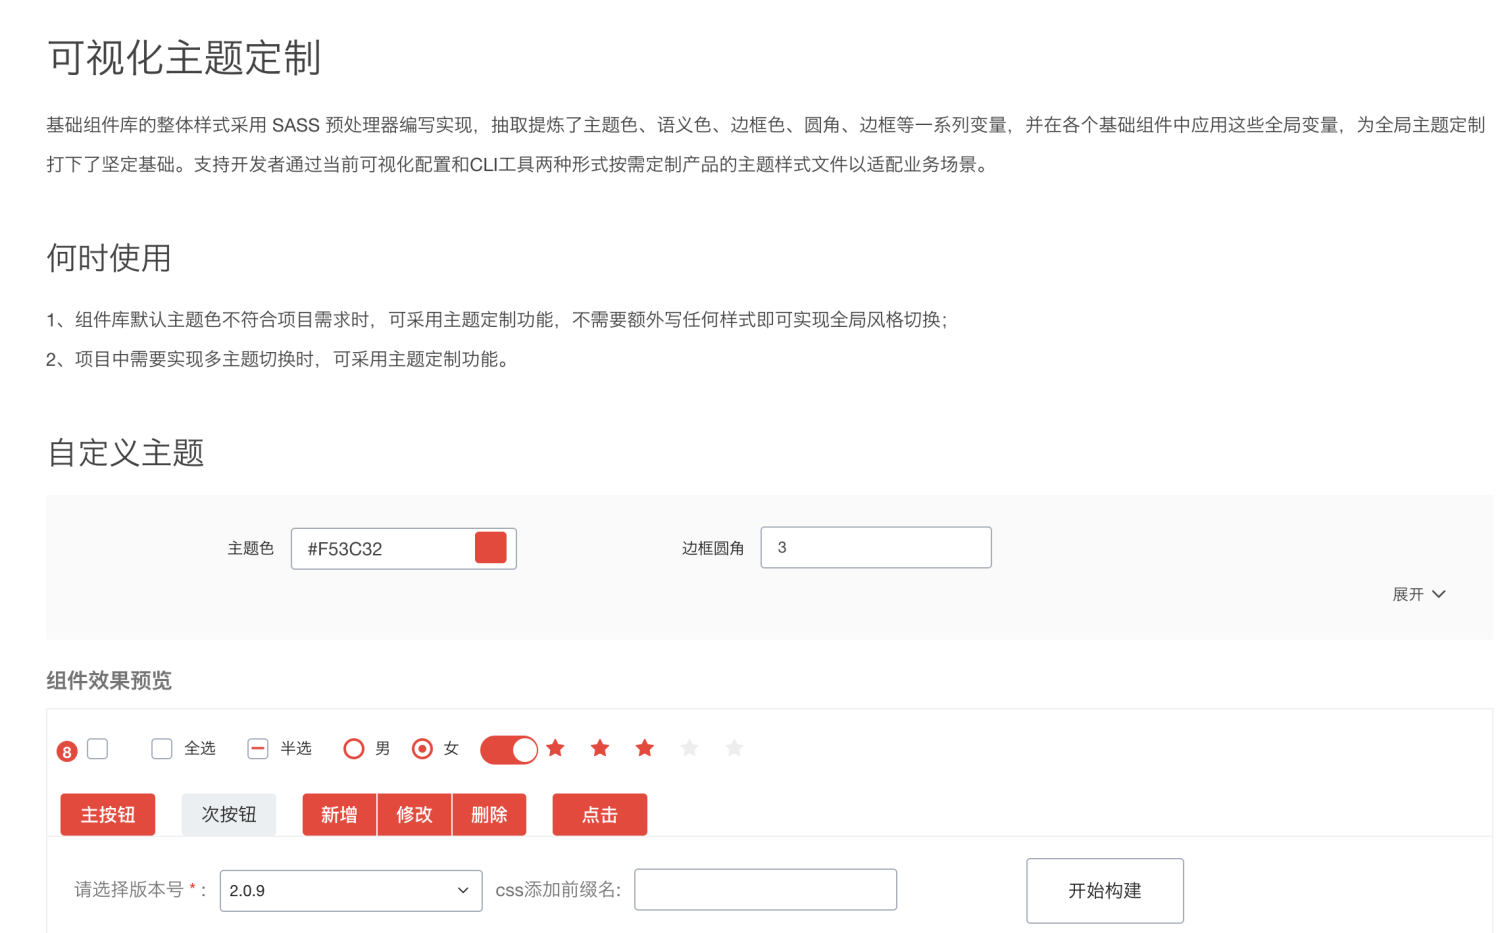 可视化主题定制
基础组件库的整体样式采用 SASS 预处理器编写实现，抽取提炼了主题色、语义色、边框色、圆角、边框等一系列变量，并在各个基础组件中应用这些全局变量，为全局主题定制
打下了坚定基础。支持开发者通过当前可视化配置和CLI工具两种形式按需定制产品的主题样式文件以适配业务场景。
何时使用
1、组件库默认主题色不符合项目需求时，可采用主题定制功能，不需要额外写任何样式即可实现全局风格切换；
2、项目中需要实现多主题切换时，可采用主题定制功能。
自定义主题
主题色 #F53C32 边框圆角 3
展开
组件效果预览
8 全选 半选 男 女
主按钮 次按钮 新增 修改 删除 点击
请选择版本号 * : 2.0.9 css添加前缀名: 开始构建